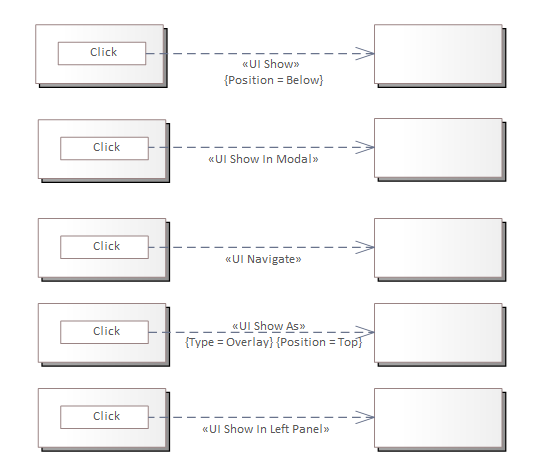 Click
«UI Show»
{Position = Below}
Click
«UI Show In Modal»
Click
«UI Navigate»
Click
«UI Show As»
{Type = Overlay} {Position = Top}
Click
«UI Show In Left Panel»